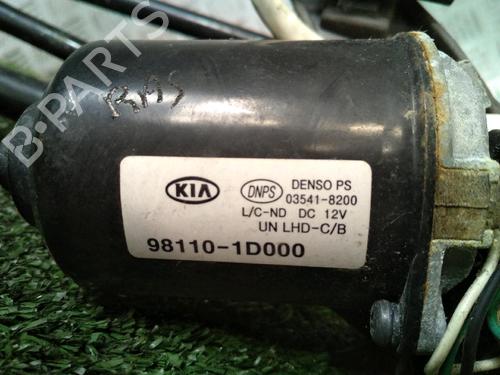 B-PARTS
KIA DNPS DENSO PS
03541-8200
L/C-ND DC 12V
UN LHD-C/B
98110-1D000